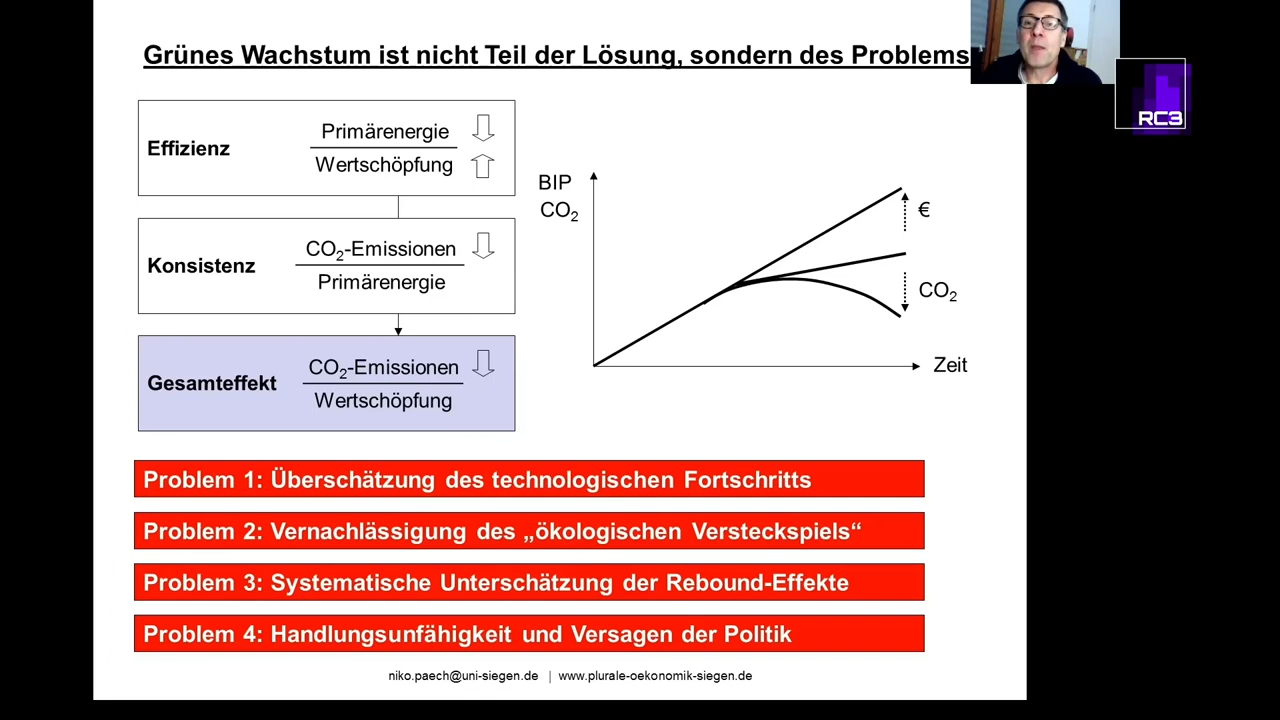 Grünes Wachstum ist nicht Teil der Lösung, sondern des Problems
RC3
Effizienz
Primärenergie
Wertschöpfung
Konsistenz
CO₂-Emissionen
Primärenergie
Gesamteffekt
CO₂-Emissionen
Wertschöpfung
BIP
CO₂
€
CO₂
Zeit
Problem 1: Überschätzung des technologischen Fortschritts
Problem 2: Vernachlässigung des „ökologischen Versteckspiels“
Problem 3: Systematische Unterschätzung der Rebound-Effekte
Problem 4: Handlungsunfähigkeit und Versagen der Politik
niko.paech@uni-siegen.de | www.plurale-oekonomik-siegen.de